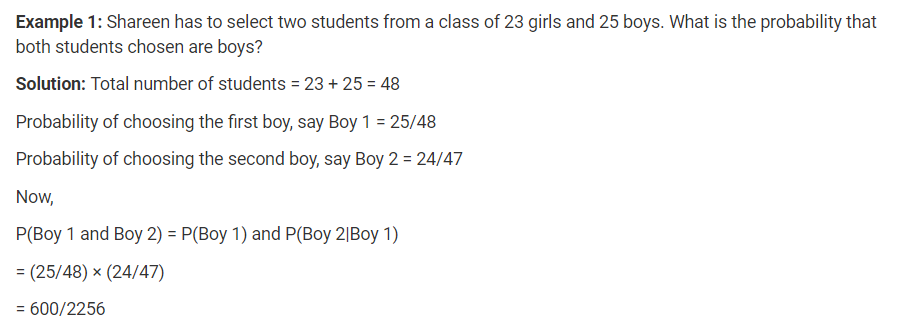 Example 1: Shareen has to select two students from a class of 23 girls and 25 boys. What is the probability that
both students chosen are boys?
Solution: Total number of students = 23 + 25 = 48
Probability of choosing the first boy, say Boy 1 = 25/48
Probability of choosing the second boy, say Boy 2 = 24/47
Now,
P(Boy 1 and Boy 2) = P(Boy 1) and P(Boy 2|Boy 1)
= (25/48) × (24/47)
= 600/2256